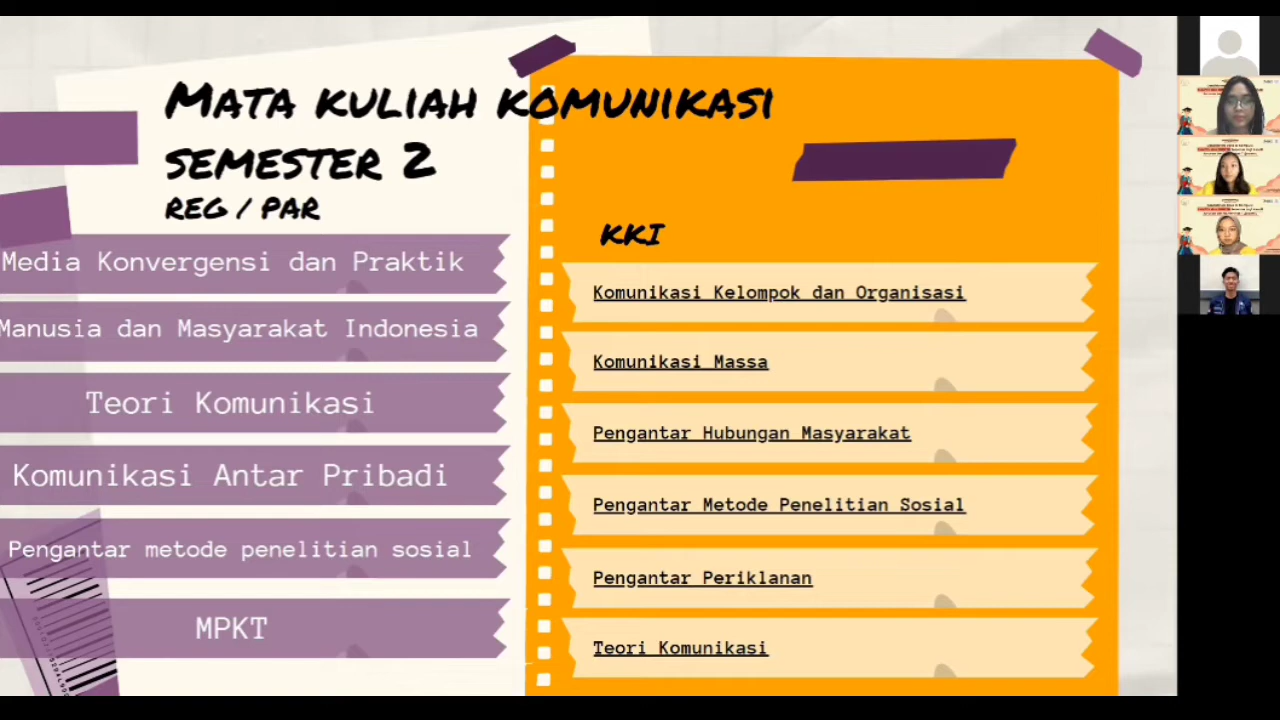 Mata kuliah komunikasi
semester 2
REG / PAR
Media Konvergensi dan Praktik
Manusia dan Masyarakat Indonesia
Teori Komunikasi
Komunikasi Antar Pribadi
Pengantar metode penelitian sosial
MPKT
KKI
Komunikasi Kelompok dan Organisasi
Komunikasi Massa
Pengantar Hubungan Masyarakat
Pengantar Metode Penelitian Sosial
Pengantar Periklanan
Teori Komunikasi